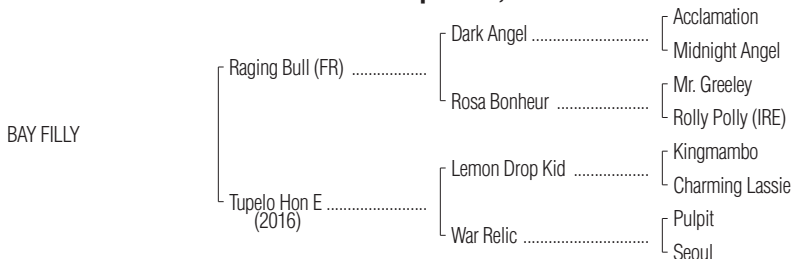 Acclamation
Dark Angel ..........................
Midnight Angel
Raging Bull (FR) ..................
Mr. Greeley
Rosa Bonheur ....................
Rolly Polly (IRE)
BAY FILLY
Kingmambo
Lemon Drop Kid .................
Charming Lassie
Tupelo Hon E ........................
(2016)
Pulpit
War Relic ............................
Seoul